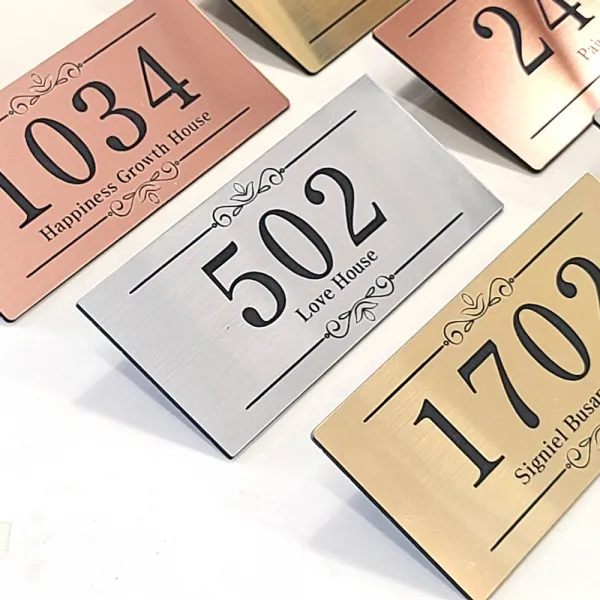 1034
Happiness Growth House
24
502
Love House
1702
Signiel Busan